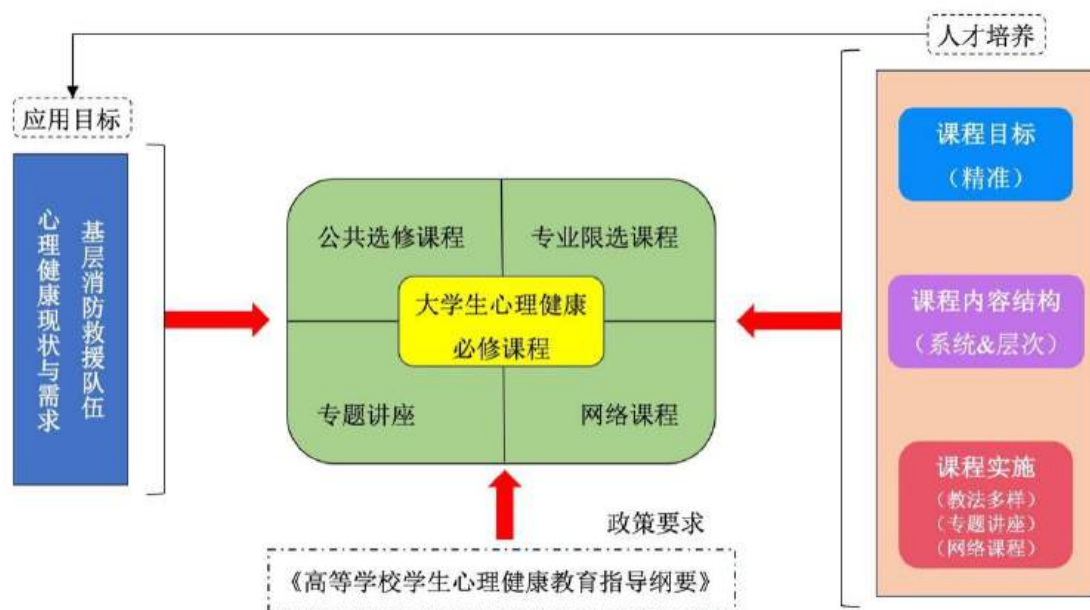 人才培养
应用目标
基层消防救援队伍
心理健康现状与需求
公共选修课程
专业限选课程
大学生心理健康
必修课程
专题讲座
网络课程
政策要求
《高等学校学生心理健康教育指导纲要》
课程目标
（精准）
课程内容结构
（系统&层次）
课程实施
（教法多样）
（专题讲座）
（网络课程）